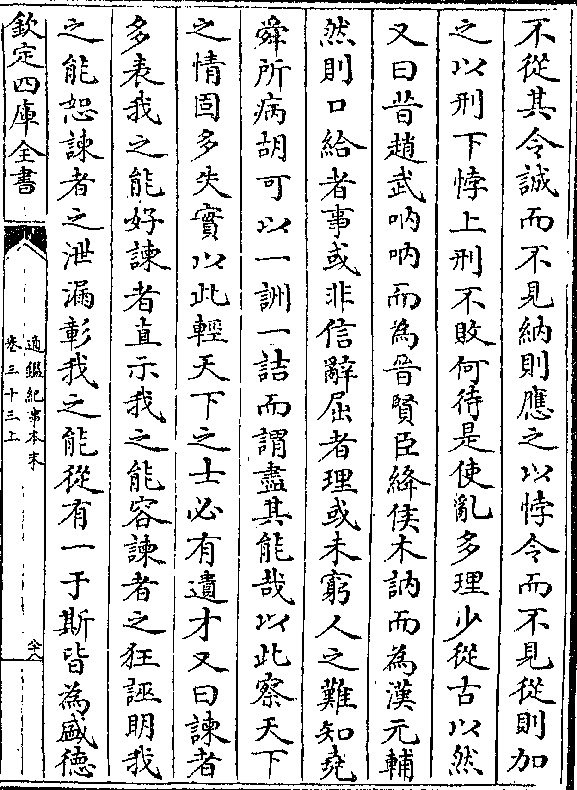 不從其令誠而不見納則應之以悖令而不見從則加
之以刑下悖上刑不敗何待是使亂多理少從古以然
又曰昔趙武吶吶而為晉賢臣絳侯木訥而為漢元輔
然則口給者事或非信辭屈者理或未窮人之難知堯
舜所病胡可以一詶一詰而謂盡其能哉以此察天下
之情固多失實以此輕天下之士必有遺才又曰諫者
多表我之能好諫者直示我之能容諫者之狂誣明我
之能恕諫者之泄漏彰我之能從有一于斯皆為盛德
欽定四庫全書
通鑑紀事本末
卷三十三上